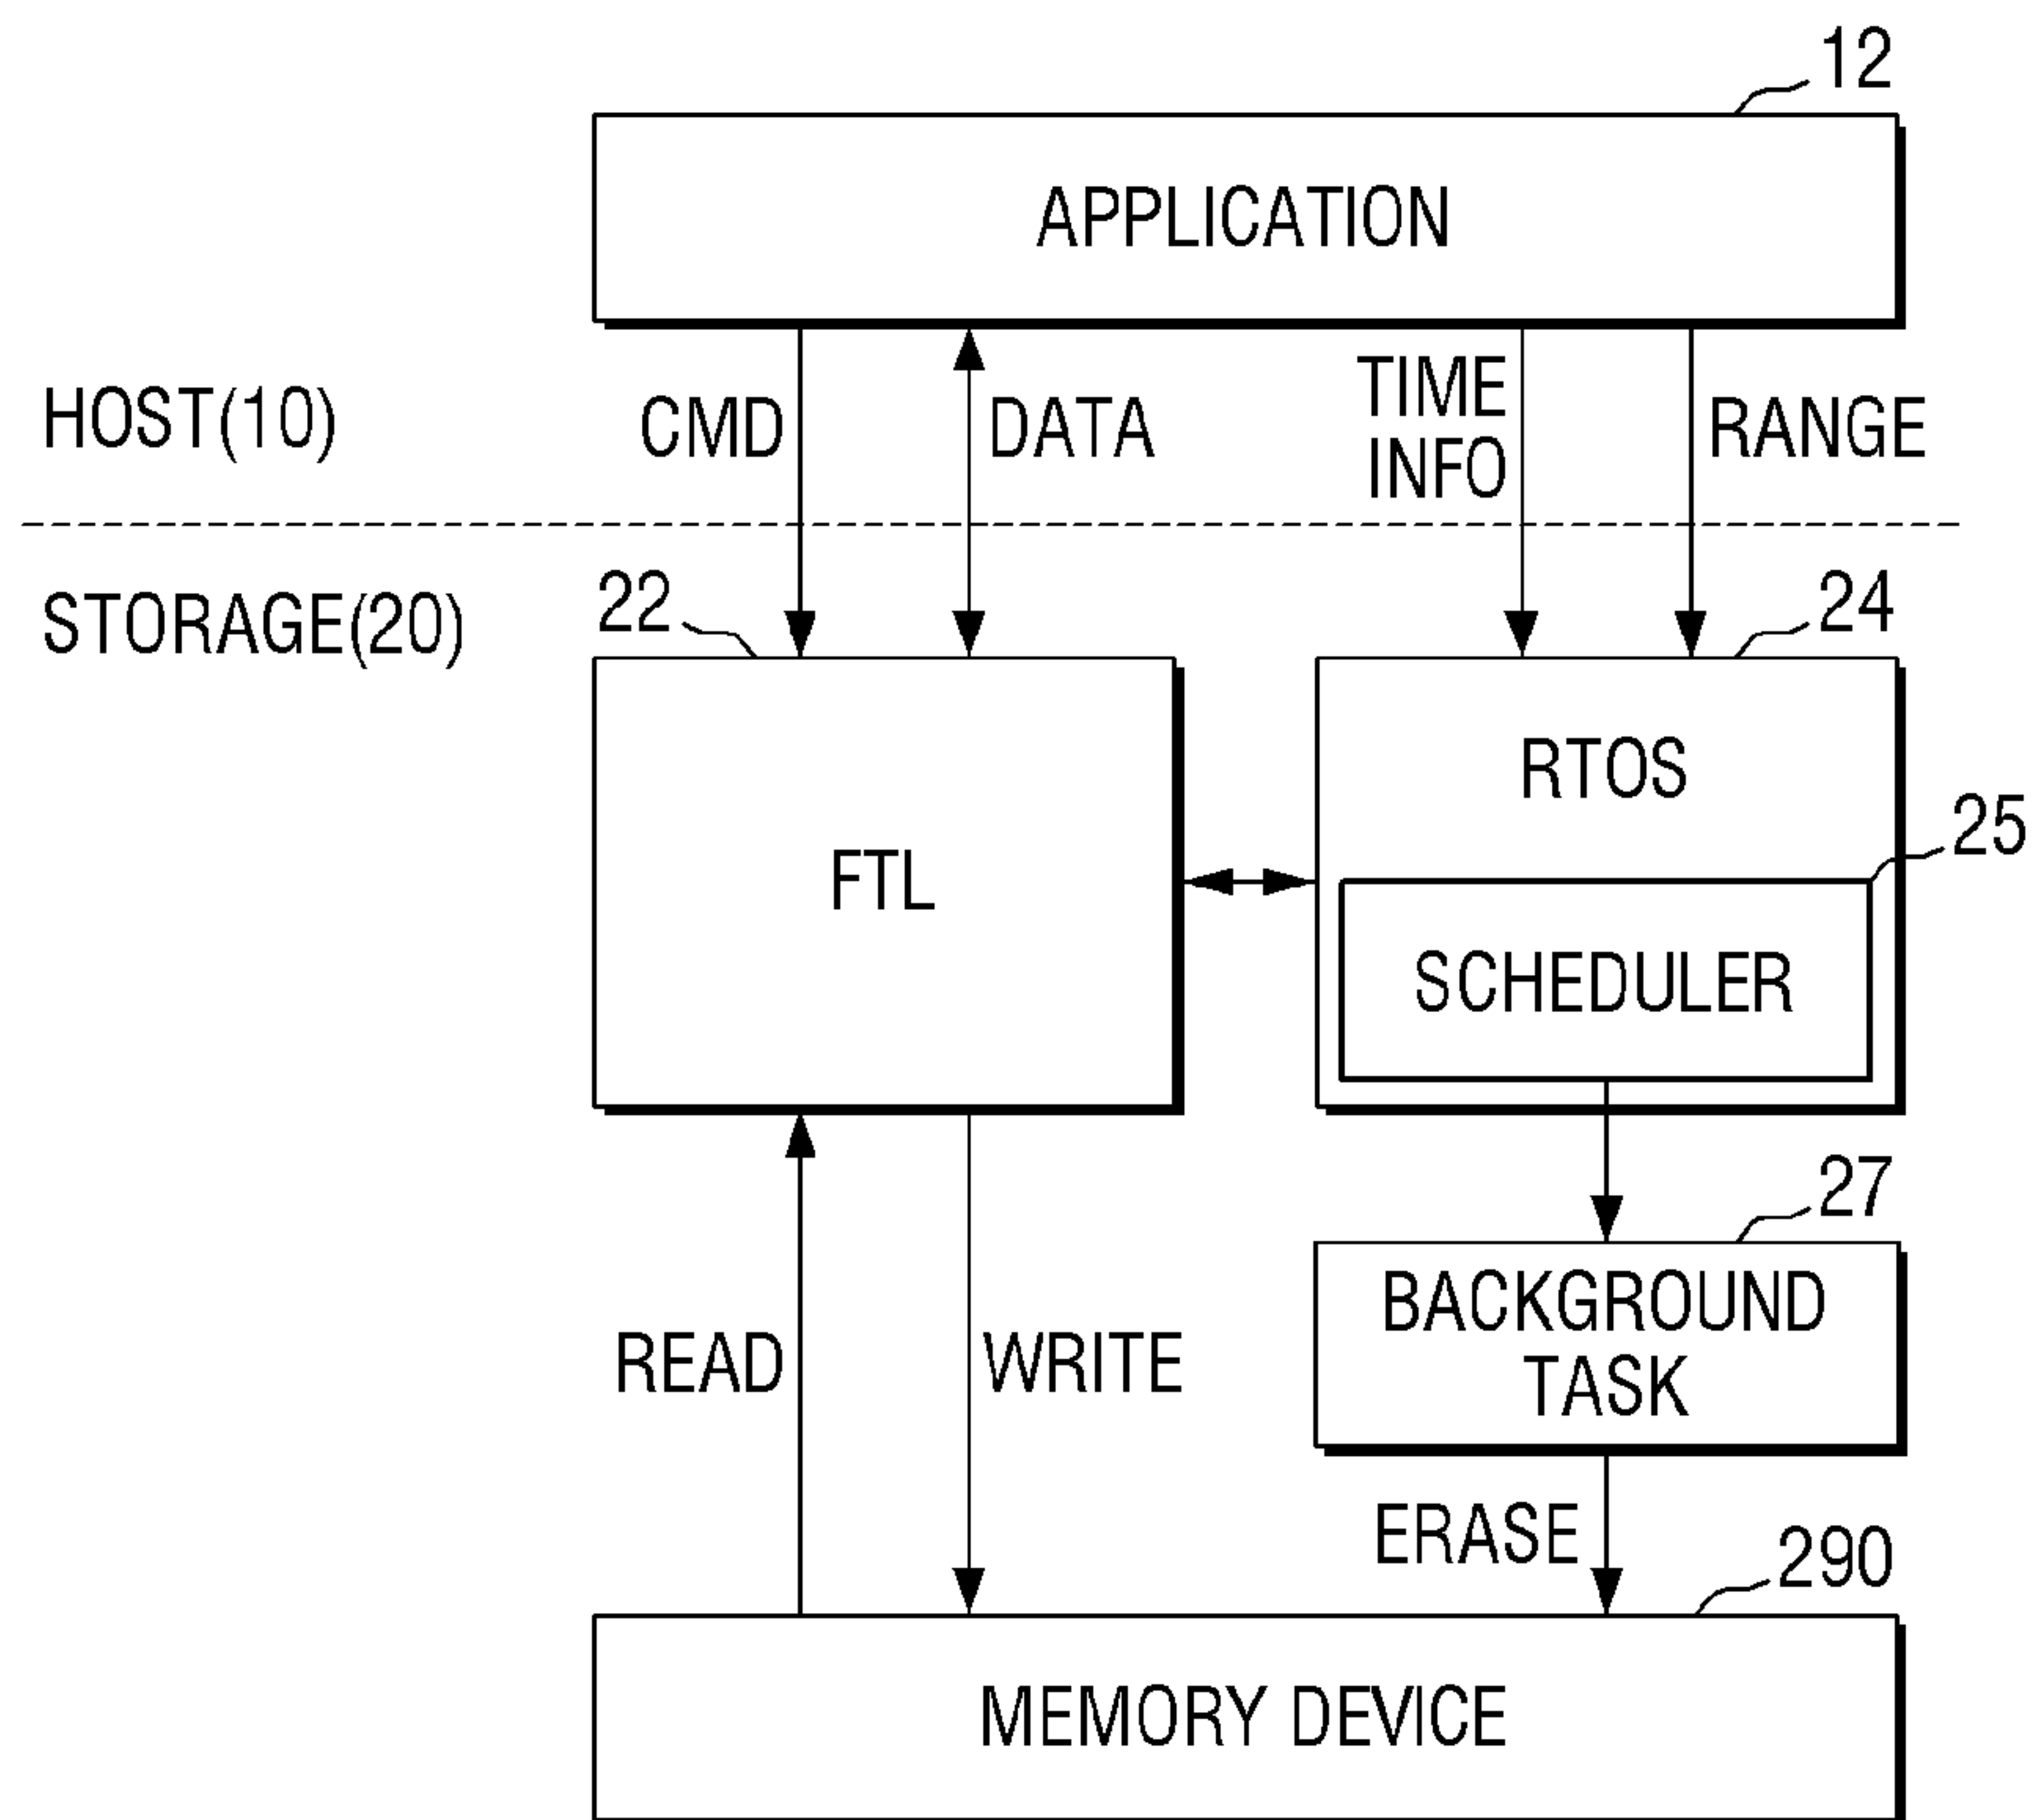 12
APPLICATION
HOST(10)
CMD
DATA
TIME
INFO
RANGE
STORAGE(20)
22
24
RTOS
25
FTL
SCHEDULER
27
BACKGROUND
TASK
READ
WRITE
ERASE
290
MEMORY DEVICE